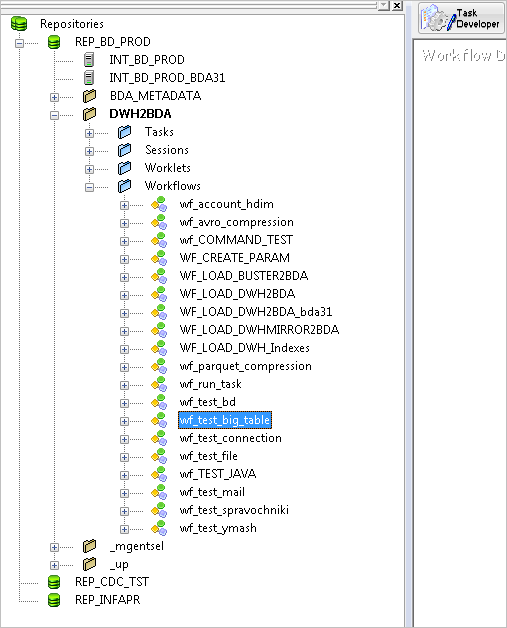 Repositories
REP_BD_PROD
INT_BD_PROD
INT_BD_PROD_BDA31
BDA_METADATA
DWH2BDA
Tasks
Sessions
Worklets
Workflows
wf_account_hdim
wf_avro_compression
wf_COMMAND_TEST
WF_CREATE_PARAM
WF_LOAD_BUSTER2BDA
WF_LOAD_DWH2BDA
WF_LOAD_DWH2BDA_bda31
WF_LOAD_DWHMIRROR2BDA
WF_LOAD_DWH_Indexes
wf_parquet_compression
wf_run_task
wf_test_bd
wf_test_big_table
wf_test_connection
wf_test_file
wf_TEST_JAVA
wf_test_mail
wf_test_spravochniki
wf_test_ymash
_mgentsel
_up
REP_CDC_TST
REP_INFAPR
Task
Developer
Workflow D